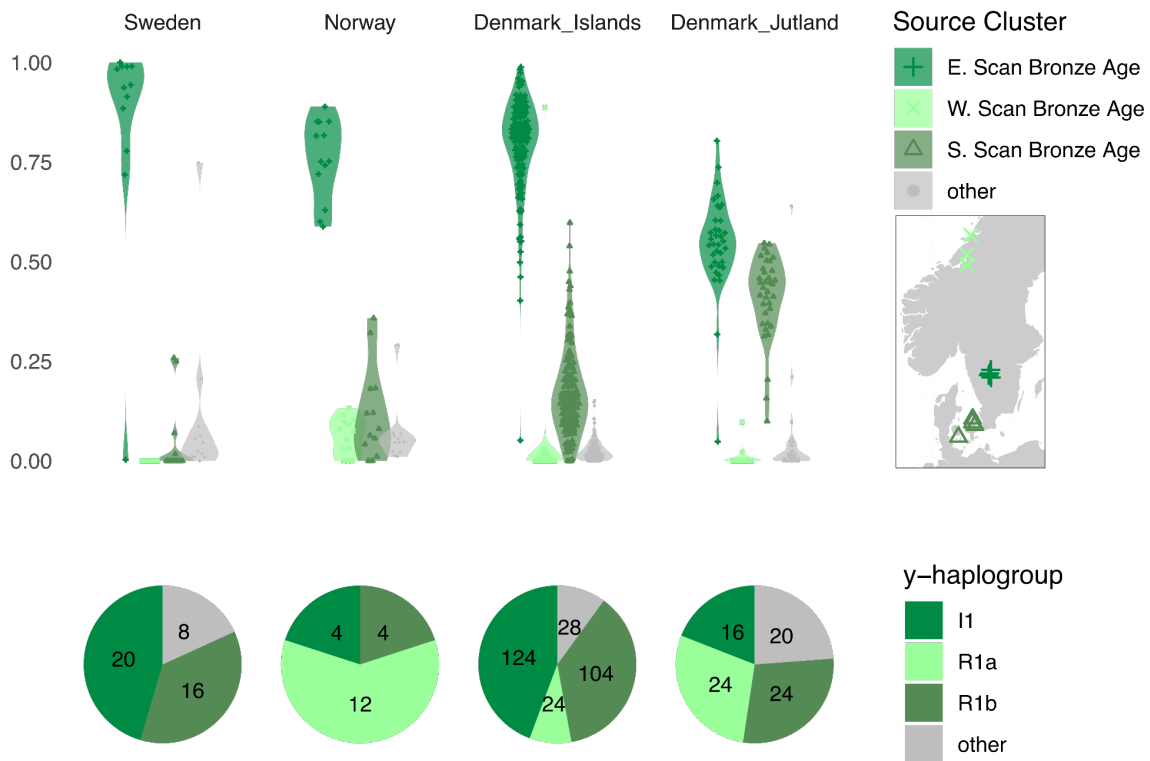 Sweden
Norway
Denmark_Islands
Denmark_Jutland
Source Cluster
E. Scan Bronze Age
W. Scan Bronze Age
S. Scan Bronze Age
other
1.00
0.75
0.50
0.25
0.00
8
20
16
4
4
12
28
124
104
24
16
20
24
24
y−haplogroup
I1
R1a
R1b
other